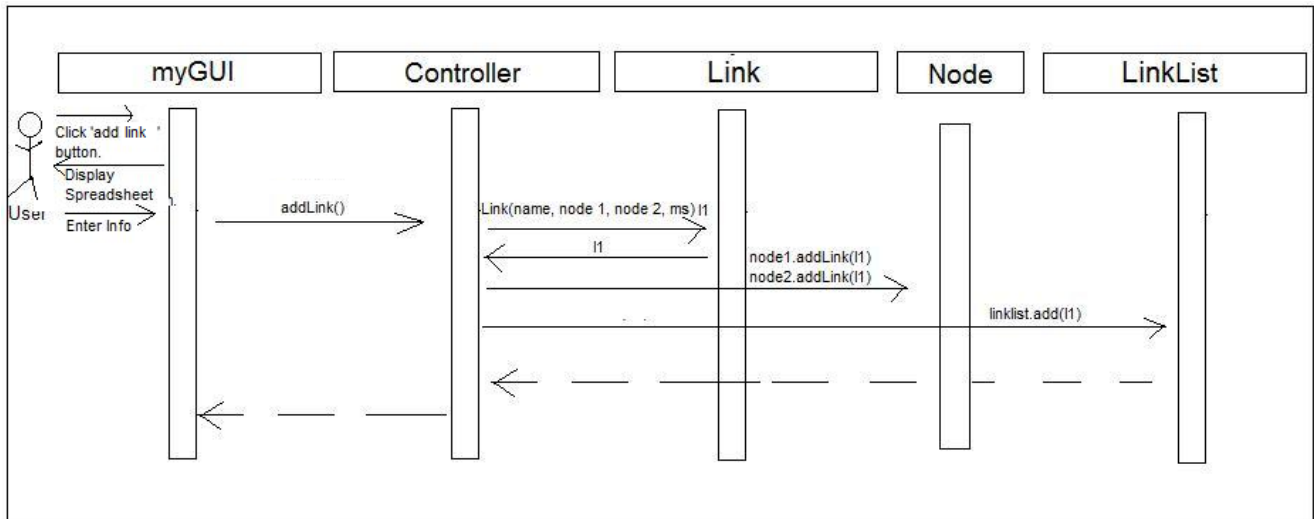 myGUI
Controller
Link
Node
LinkList
Click 'add link '
button.
Display
Spreadsheet
User
Enter Info
addLink()
Link(name, node 1, node 2, ms) l1
l1
node1.addLink(l1)
node2.addLink(l1)
linklist.add(l1)